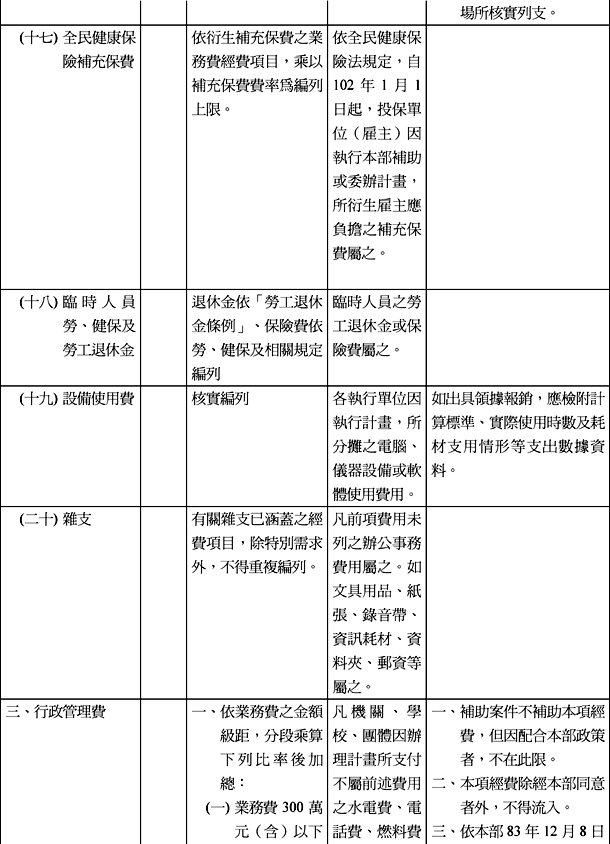 場所核實列支。
(十七) 全民健康保
險補充保費
依衍生補充保費之業
務費經費項目，乘以
補充保費費率為編列
上限。
依全民健康保
險法規定，自
102 年 1 月 1
日起，投保單
位（雇主）因
執行本部補助
或委辦計畫，
所衍生雇主應
負擔之補充保
費屬之。
(十八) 臨時人員
勞、健保及
勞工退休金
退休金依「勞工退休
金條例」、保險費依
勞、健保及相關規定
編列
臨時人員之勞
工退休金或保
險費屬之。
(十九) 設備使用費
核實編列
各執行單位因
執行計畫，所
分攤之電腦、
儀器設備或軟
體使用費用。
如出具領據報銷，應檢附計
算標準、實際使用時數及耗
材支用情形等支出數據資
料。
(二十) 雜支
有關雜支已涵蓋之經
費項目，除特別需求
外，不得重複編列。
凡前項費用未
列之辦公事務
費用屬之。如
文具用品、紙
張、錄音帶、
資訊耗材、資
料夾、郵資等
屬之。
三、行政管理費
一、依業務費之金額
級距，分段乘算
下列比率後加
總：
(一) 業務費 300 萬
元（含）以下
凡機關、學
校、團體因辦
理計畫所支付
不屬前述費用
之水電費、電
話費、燃料費
一、補助案件不補助本項經
費，但因配合本部政策
者，不在此限。
二、本項經費除經本部同意
者外，不得流入。
三、依本部 83 年 12 月 8 日